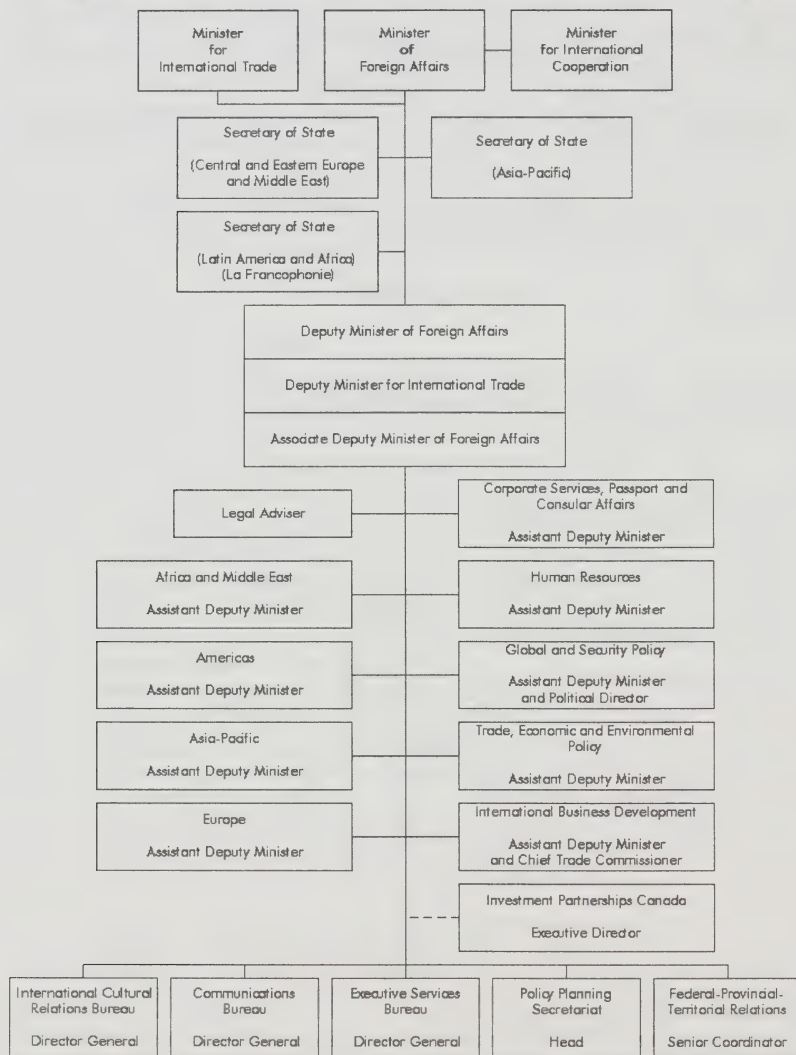 Minister
for
International Trade
Minister
of
Foreign Affairs
Minister
for International
Cooperation
Secretary of State
(Central and Eastern Europe
and Middle East)
Secretary of State
(Asia-Pacific)
Secretary of State
(Latin America and Africa)
(La Francophonie)
Deputy Minister of Foreign Affairs
Deputy Minister for International Trade
Associate Deputy Minister of Foreign Affairs
Legal Adviser
Corporate Services, Passport and
Consular Affairs
Assistant Deputy Minister
Africa and Middle East
Assistant Deputy Minister
Human Resources
Assistant Deputy Minister
Americas
Assistant Deputy Minister
Global and Security Policy
Assistant Deputy Minister
and Political Director
Asia-Pacific
Assistant Deputy Minister
Trade, Economic and Environmental
Policy
Assistant Deputy Minister
Europe
Assistant Deputy Minister
International Business Development
Assistant Deputy Minister
and Chief Trade Commissioner
Investment Partnerships Canada
Executive Director
International Cultural
Relations Bureau
Director General
Communications
Bureau
Director General
Executive Services
Bureau
Director General
Policy Planning
Secretariat
Head
Federal-Provincial-
Territorial Relations
Senior Coordinator